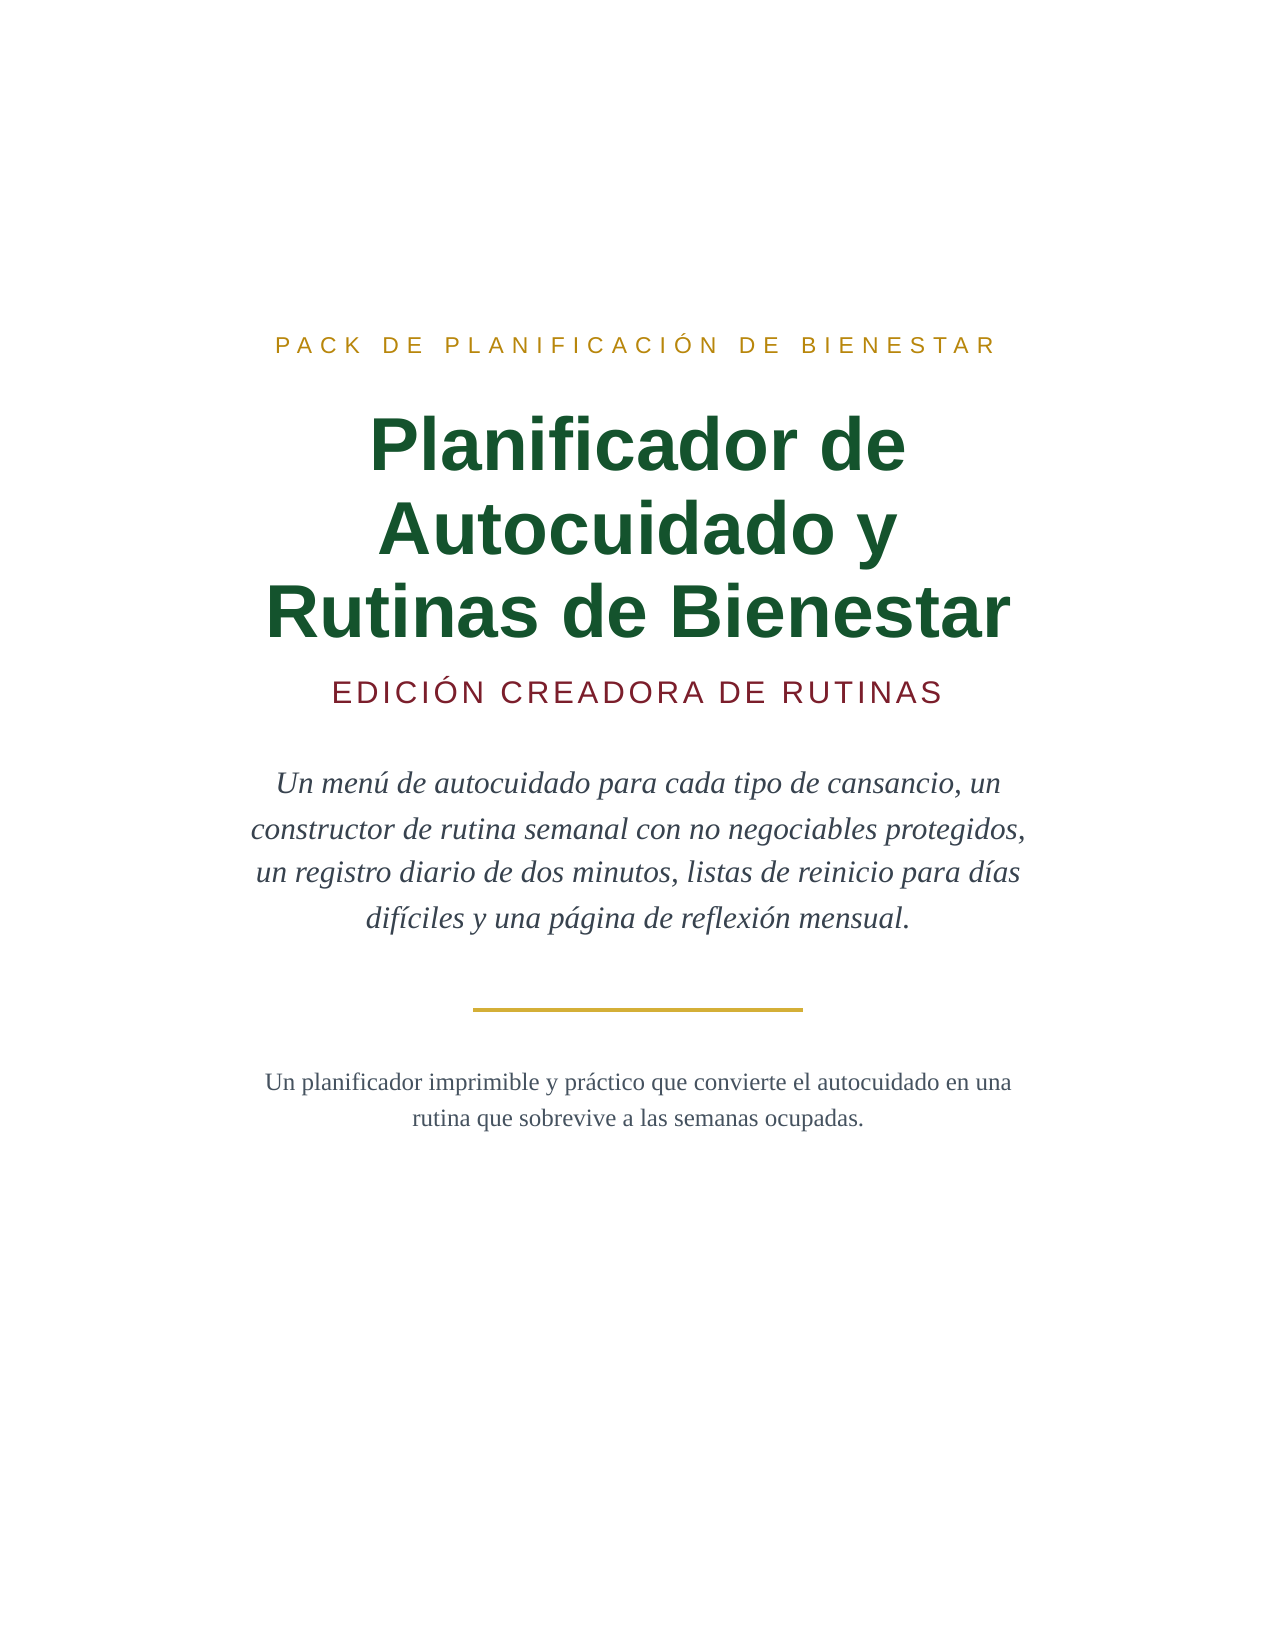 PACK DE PLANIFICACIÓN DE BIENESTAR
Planificador de
Autocuidado y
Rutinas de Bienestar
EDICIÓN CREADORA DE RUTINAS
Un menú de autocuidado para cada tipo de cansancio, un
constructor de rutina semanal con no negociables protegidos,
un registro diario de dos minutos, listas de reinicio para días
difíciles y una página de reflexión mensual.
Un planificador imprimible y práctico que convierte el autocuidado en una
rutina que sobrevive a las semanas ocupadas.